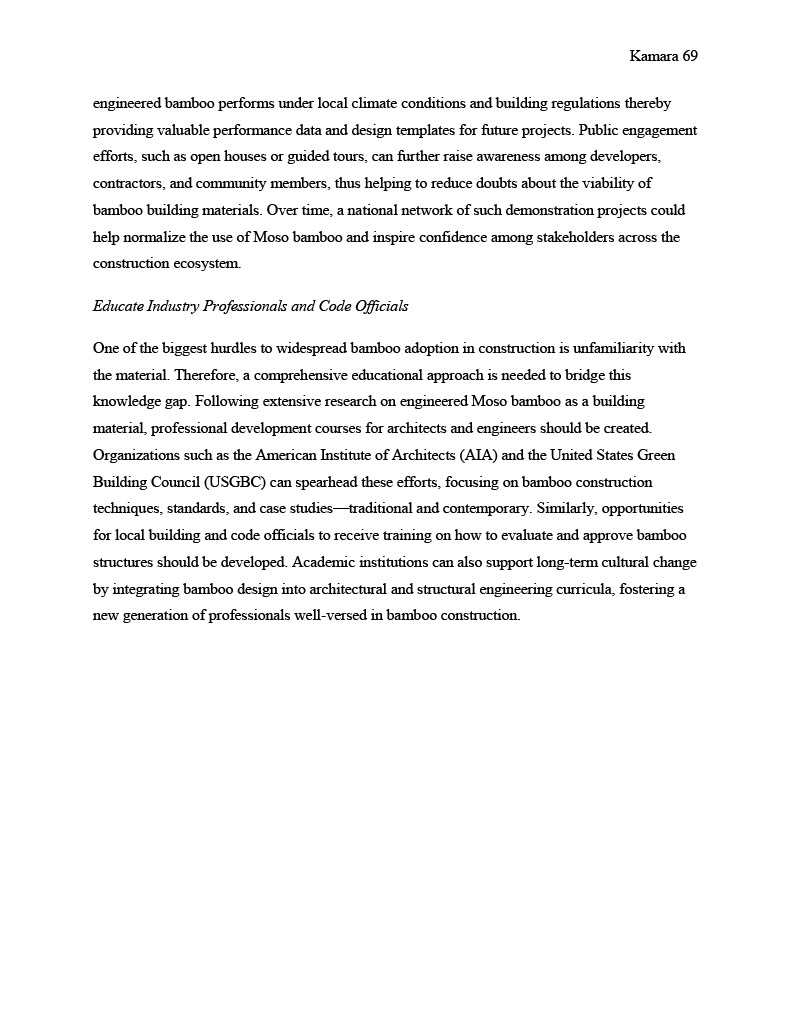 Kamara 69
engineered bamboo performs under local climate conditions and building regulations thereby
providing valuable performance data and design templates for future projects. Public engagement
efforts, such as open houses or guided tours, can further raise awareness among developers,
contractors, and community members, thus helping to reduce doubts about the viability of
bamboo building materials. Over time, a national network of such demonstration projects could
help normalize the use of Moso bamboo and inspire confidence among stakeholders across the
construction ecosystem.
Educate Industry Professionals and Code Officials
One of the biggest hurdles to widespread bamboo adoption in construction is unfamiliarity with
the material. Therefore, a comprehensive educational approach is needed to bridge this
knowledge gap. Following extensive research on engineered Moso bamboo as a building
material, professional development courses for architects and engineers should be created.
Organizations such as the American Institute of Architects (AIA) and the United States Green
Building Council (USGBC) can spearhead these efforts, focusing on bamboo construction
techniques, standards, and case studies—traditional and contemporary. Similarly, opportunities
for local building and code officials to receive training on how to evaluate and approve bamboo
structures should be developed. Academic institutions can also support long-term cultural change
by integrating bamboo design into architectural and structural engineering curricula, fostering a
new generation of professionals well-versed in bamboo construction.